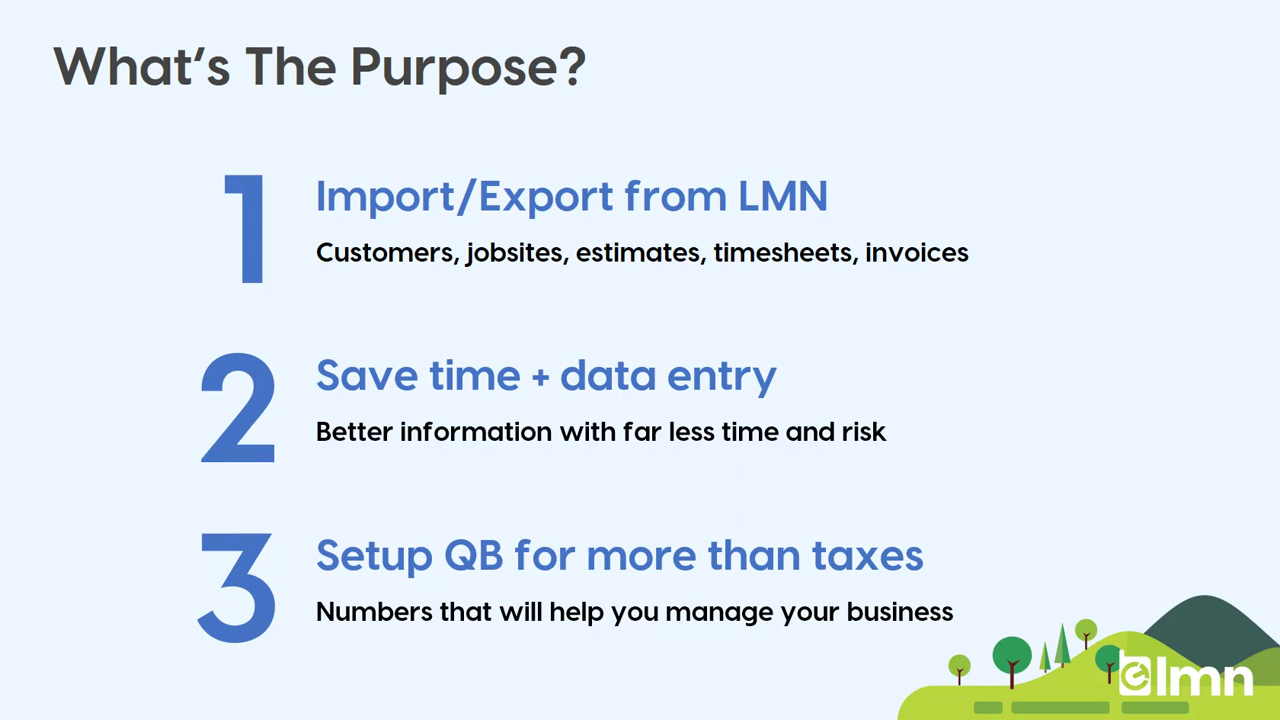 What's The Purpose?
1
Import/Export from LMN
Customers, jobsites, estimates, timesheets, invoices
2
Save time + data entry
Better information with far less time and risk
3
Setup QB for more than taxes
Numbers that will help you manage your business
lmn